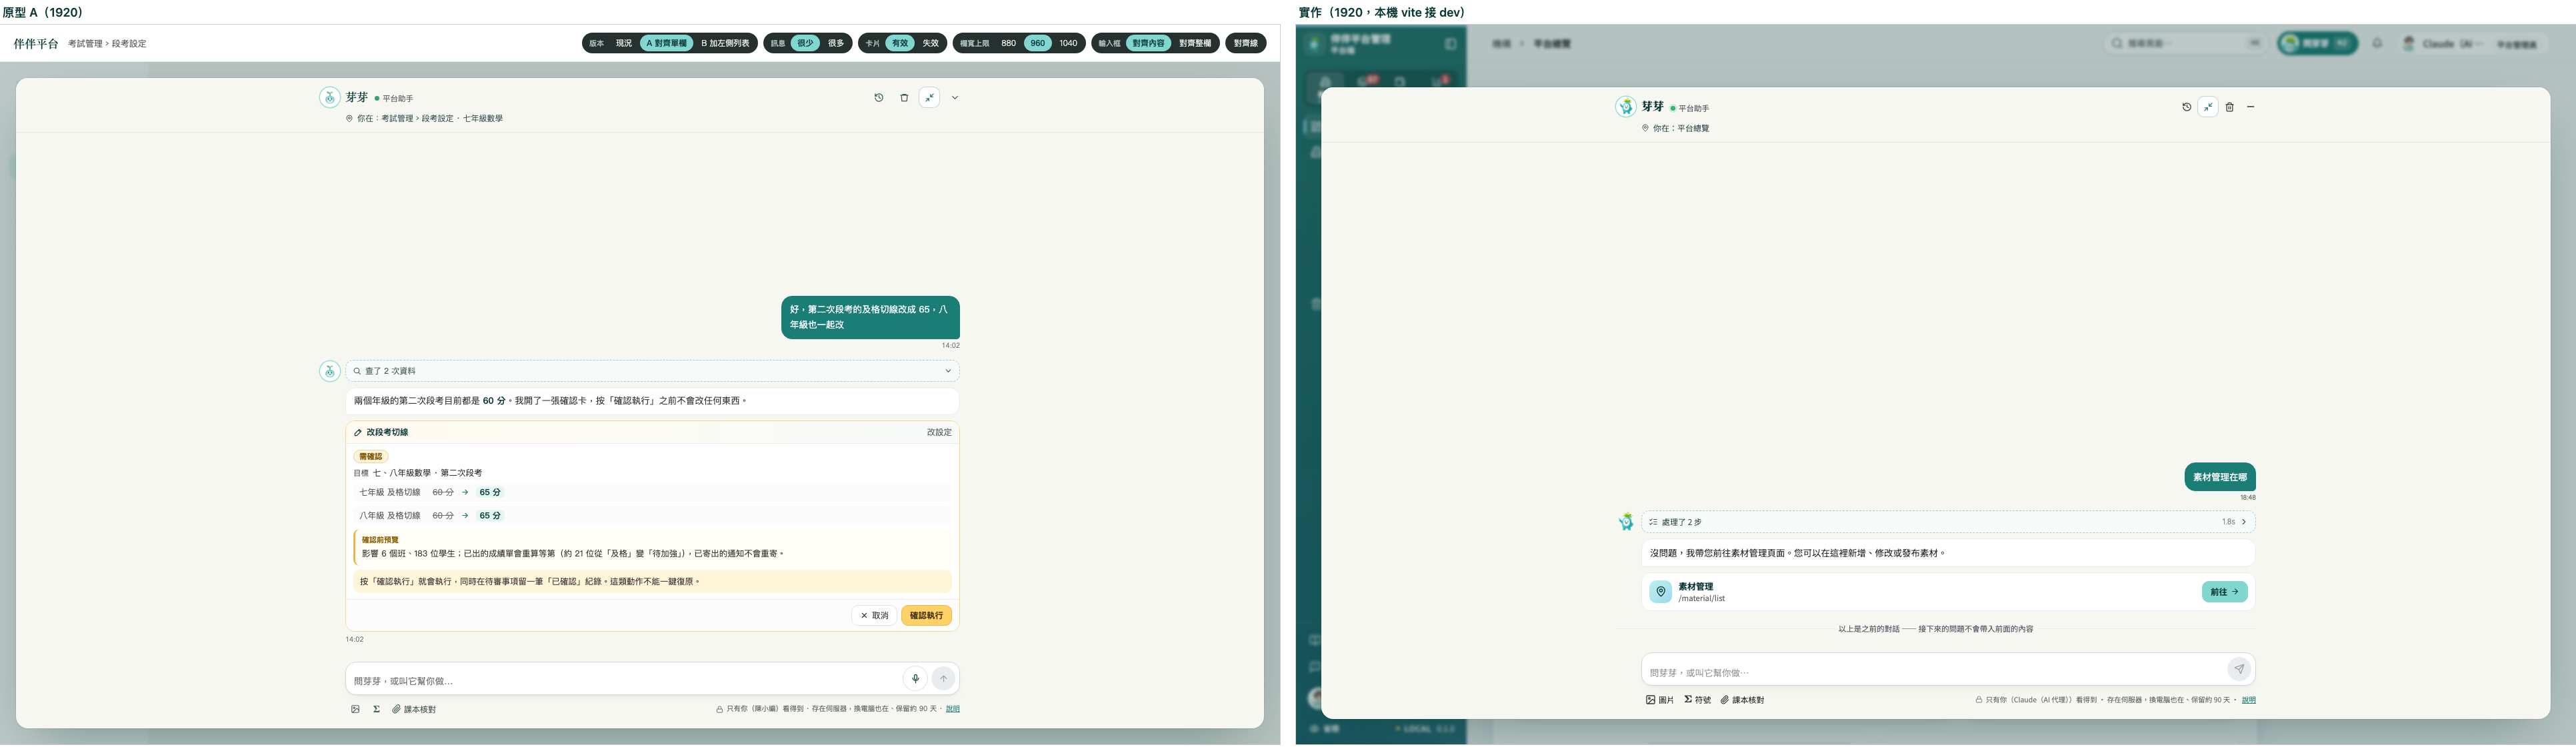 原型 A（1920）
伴伴平台 考試管理 › 段考設定
版本 現況 A 對齊單欄 B 加左側列表 訊息 很少 很多 卡片 有效 失效 欄寬上限 880 960 1040 輸入框 對齊內容 對齊整欄 對齊線
芽芽 平台助手
你在：考試管理 › 段考設定 · 七年級數學
好，第二次段考的及格切線改成 65，八
年級也一起改
14:02
查了 2 次資料
兩個年級的第二次段考目前都是 60 分。我開了一張確認卡，按「確認執行」之前不會改任何東西。
改段考切線 改設定
需確認
目標 七、八年級數學 · 第二次段考
七年級 及格切線 60 分 → 65 分
八年級 及格切線 60 分 → 65 分
確認前預覽
影響 6 個班、183 位學生；已出的成績單會重算等第（約 21 位從「及格」變「待加強」），已寄出的通知不會重寄。
按「確認執行」就會執行，同時在待審事項留一筆「已確認」紀錄。這類動作不能一鍵復原。
取消 確認執行
14:02
問芽芽，或叫它幫你做…
Σ 課本核對 只有你（陳小編）看得到 · 存在伺服器，換電腦也在、保留約 90 天 · 說明
實作（1920，本機 vite 接 dev）
平台總覽
芽芽 平台助手
你在：平台總覽
素材管理在哪
18:48
處理了 2 步 1.8s
沒問題，我帶您前往素材管理頁面。您可以在這裡新增、修改或發布素材。
素材管理
/material/list
前往 →
以上是之前的對話 —— 接下來的問題不會帶入前面的內容
問芽芽，或叫它幫你做…
圖片 Σ 符號 課本核對 只有你（Claude（AI 代理））看得到 · 存在伺服器，換電腦也在、保留約 90 天 · 說明